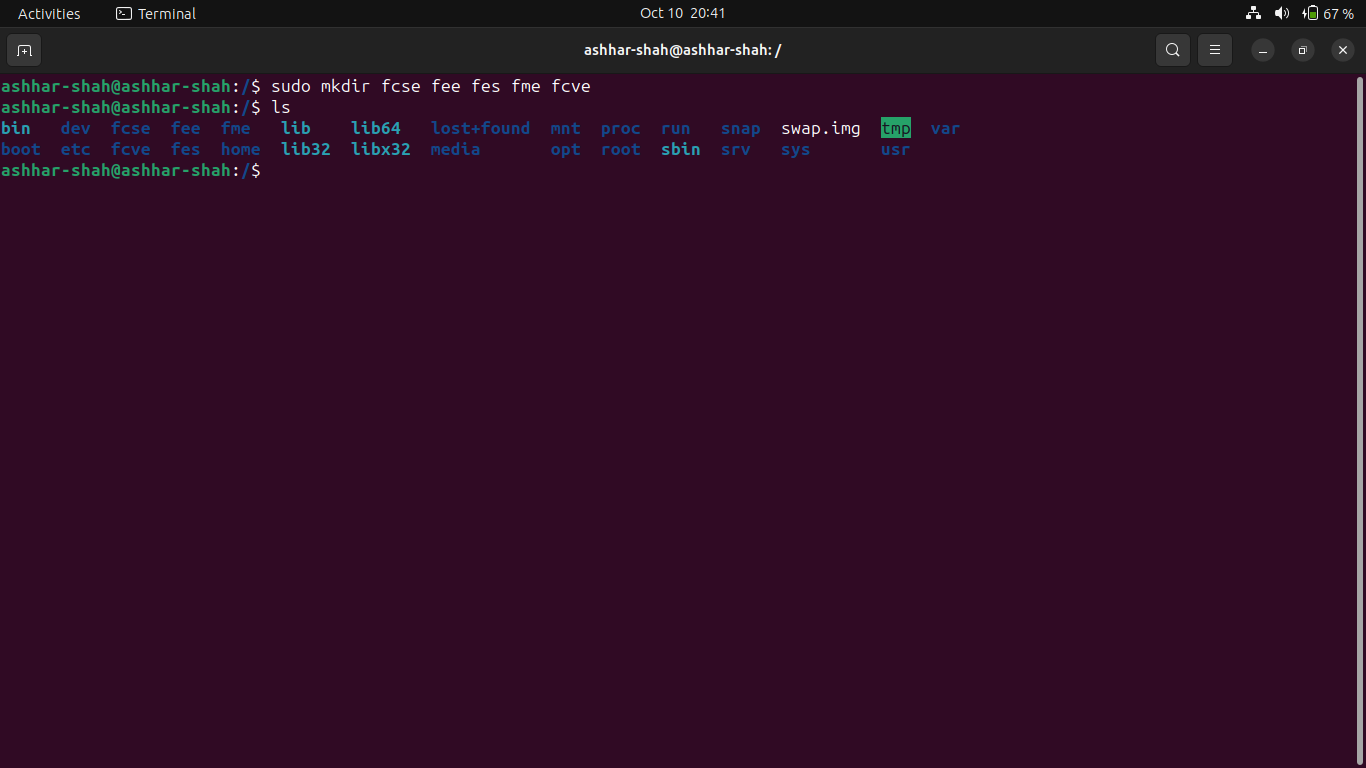 Activities Terminal Oct 10 20:41 67 %
ashhar-shah@ashhar-shah: /
ashhar-shah@ashhar-shah:/$ sudo mkdir fcse fee fes fme fcve
ashhar-shah@ashhar-shah:/$ ls
bin dev fcse fee fme lib lib64 lost+found mnt proc run snap swap.img tmp var
boot etc fcve fes home lib32 libx32 media opt root sbin srv sys usr
ashhar-shah@ashhar-shah:/$